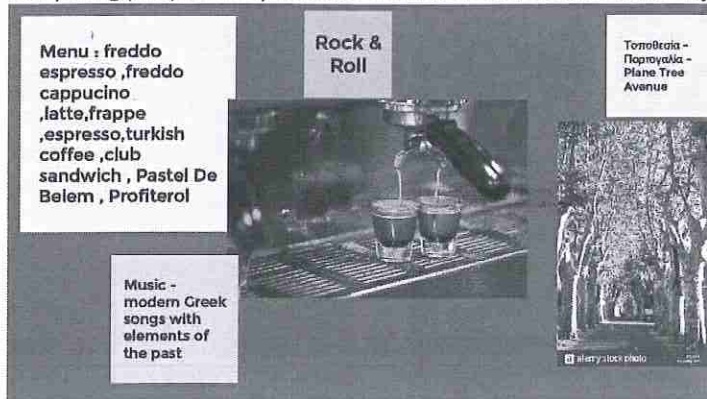 Menu : freddo
espresso ,freddo
cappucino
,latte,frappe
,espresso,turkish
coffee ,club
sandwich , Pastel De
Belem , Profiterol
Rock &
Roll
Τοποθεσία -
Πορτογαλία -
Plane Tree
Avenue
Music -
modern Greek
songs with
elements of
the past
a alamy stock photo